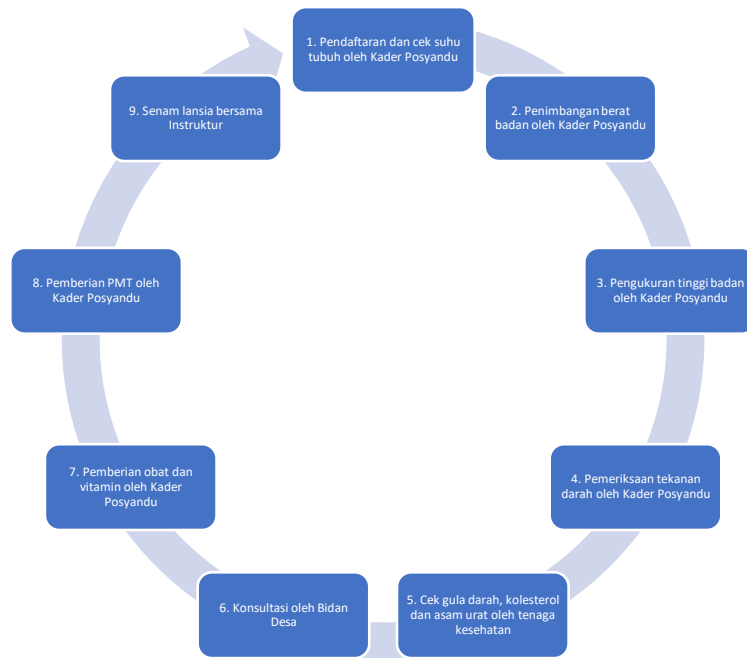 1. Pendaftaran dan cek suhu
tubuh oleh Kader Posyandu
2. Penimbangan berat
badan oleh Kader Posyandu
3. Pengukuran tinggi badan
oleh Kader Posyandu
4. Pemeriksaan tekanan
darah oleh Kader Posyandu
5. Cek gula darah, kolesterol
dan asam urat oleh tenaga
kesehatan
6. Konsultasi oleh Bidan
Desa
7. Pemberian obat dan
vitamin oleh Kader
Posyandu
8. Pemberian PMT oleh
Kader Posyandu
9. Senam lansia bersama
Instruktur